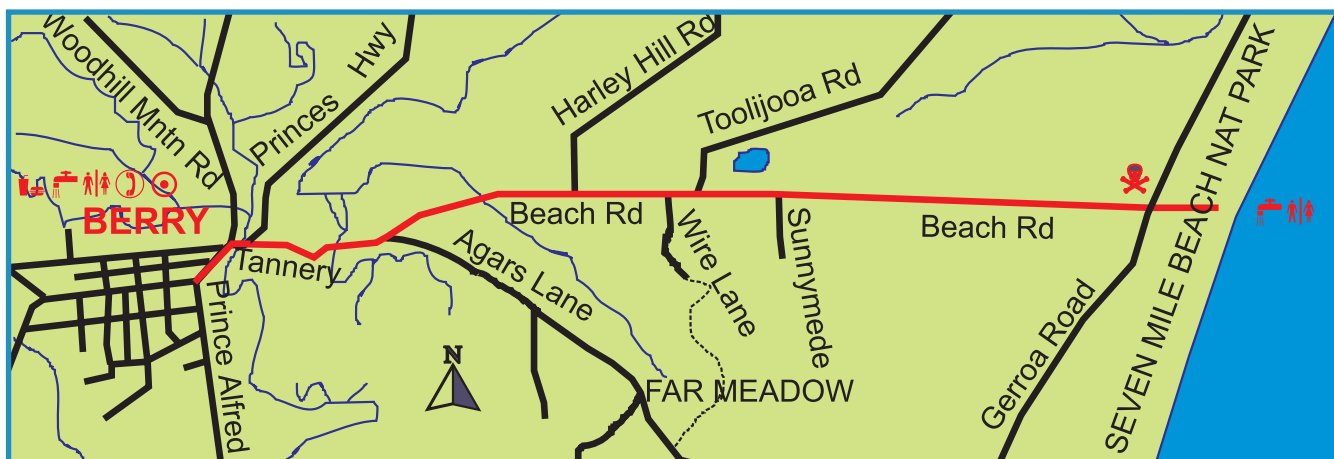 Woodhill Mntn Rd
Princes Hwy
Harley Hill Rd
Toolijooa Rd
SEVEN MILE BEACH NAT PARK
BERRY
Beach Rd
Beach Rd
Tannery
Agars Lane
Wire Lane
Sunnymede
Prince Alfred
N
FAR MEADOW
Gerroa Road